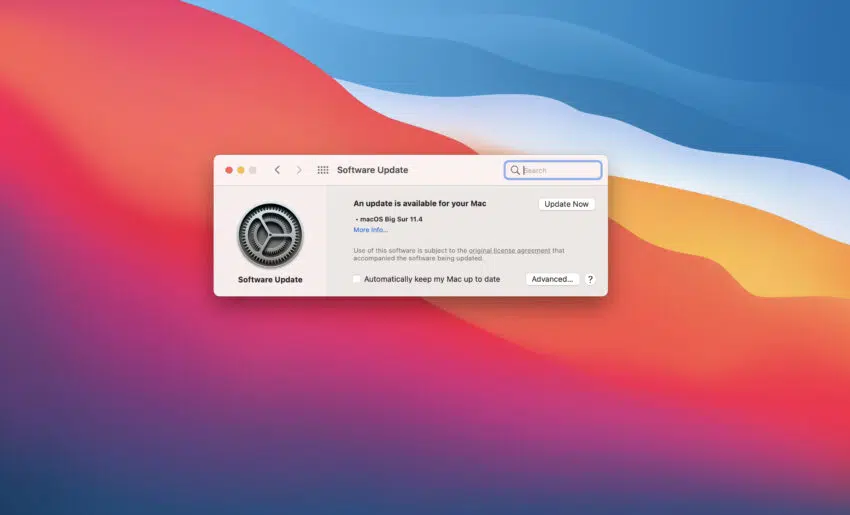 Software Update
Search
An update is available for your Mac
Update Now
• macOS Big Sur 11.4
More info...
Use of this software is subject to the original license agreement that
accompanied the software being updated.
Software Update
Automatically keep my Mac up to date
Advanced...
?